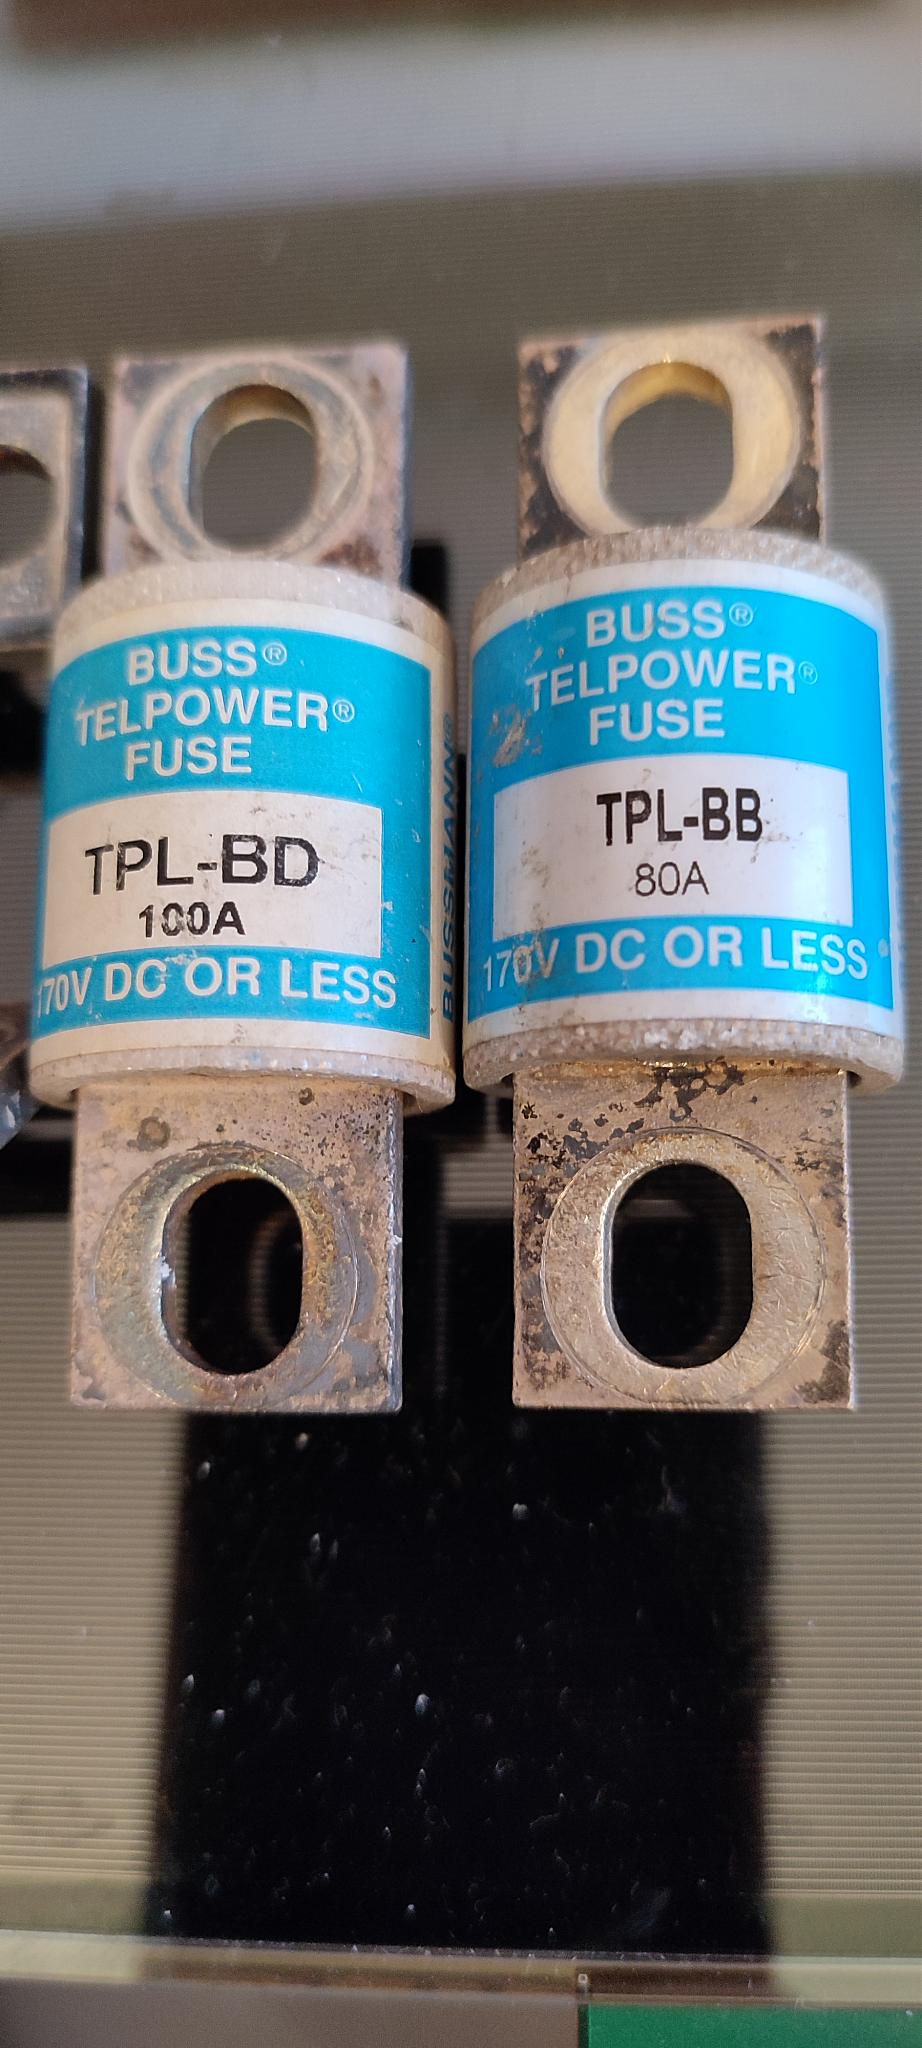 BUSS®
TELPOWER®
FUSE
TPL-BD
100A
170V DC OR LESS
BUSSMANN®
BUSS®
TELPOWER®
FUSE
TPL-BB
80A
170V DC OR LESS